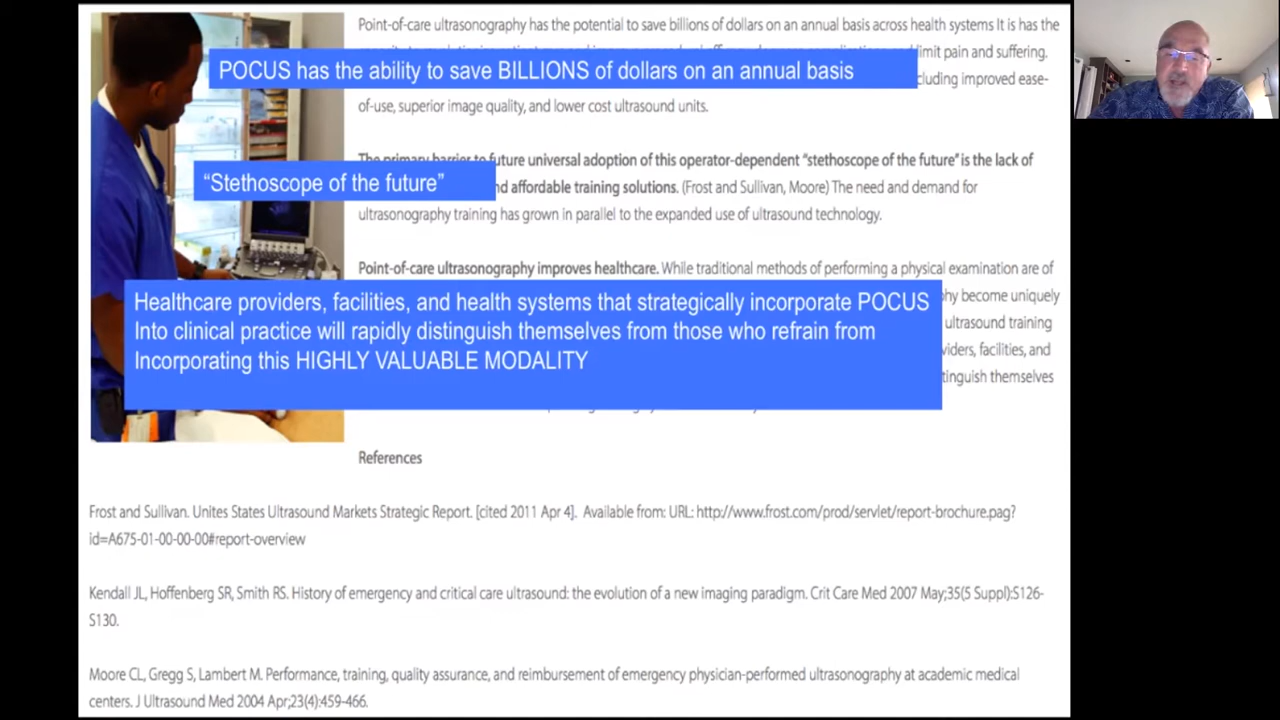 Point-of-care ultrasonography has the potential to save billions of dollars on an annual basis across health systems It is has the
POCUS has the ability to save BILLIONS of dollars on an annual basis
limit pain and suffering.
cluding improved ease-
of-use, superior image quality, and lower cost ultrasound units.
The primary barrier to future universal adoption of this operator-dependent “stethoscope of the future” is the lack of
“Stethoscope of the future”
nd affordable training solutions. (Frost and Sullivan, Moore) The need and demand for
ultrasonography training has grown in parallel to the expanded use of ultrasound technology.
Point-of-care ultrasonography improves healthcare. While traditional methods of performing a physical examination are of
Healthcare providers, facilities, and health systems that strategically incorporate POCUS
Into clinical practice will rapidly distinguish themselves from those who refrain from
Incorporating this HIGHLY VALUABLE MODALITY
phy become uniquely
ultrasound training
viders, facilities, and
tinguish themselves
References
Frost and Sullivan. Unites States Ultrasound Markets Strategic Report. [cited 2011 Apr 4]. Available from: URL: http://www.frost.com/prod/servlet/report-brochure.pag?
id=A675-01-00-00-00#report-overview
Kendall JL, Hoffenberg SR, Smith RS. History of emergency and critical care ultrasound: the evolution of a new imaging paradigm. Crit Care Med 2007 May;35(5 Suppl):S126-
S130.
Moore CL, Gregg S, Lambert M. Performance, training, quality assurance, and reimbursement of emergency physician-performed ultrasonography at academic medical
centers. J Ultrasound Med 2004 Apr;23(4):459-466.